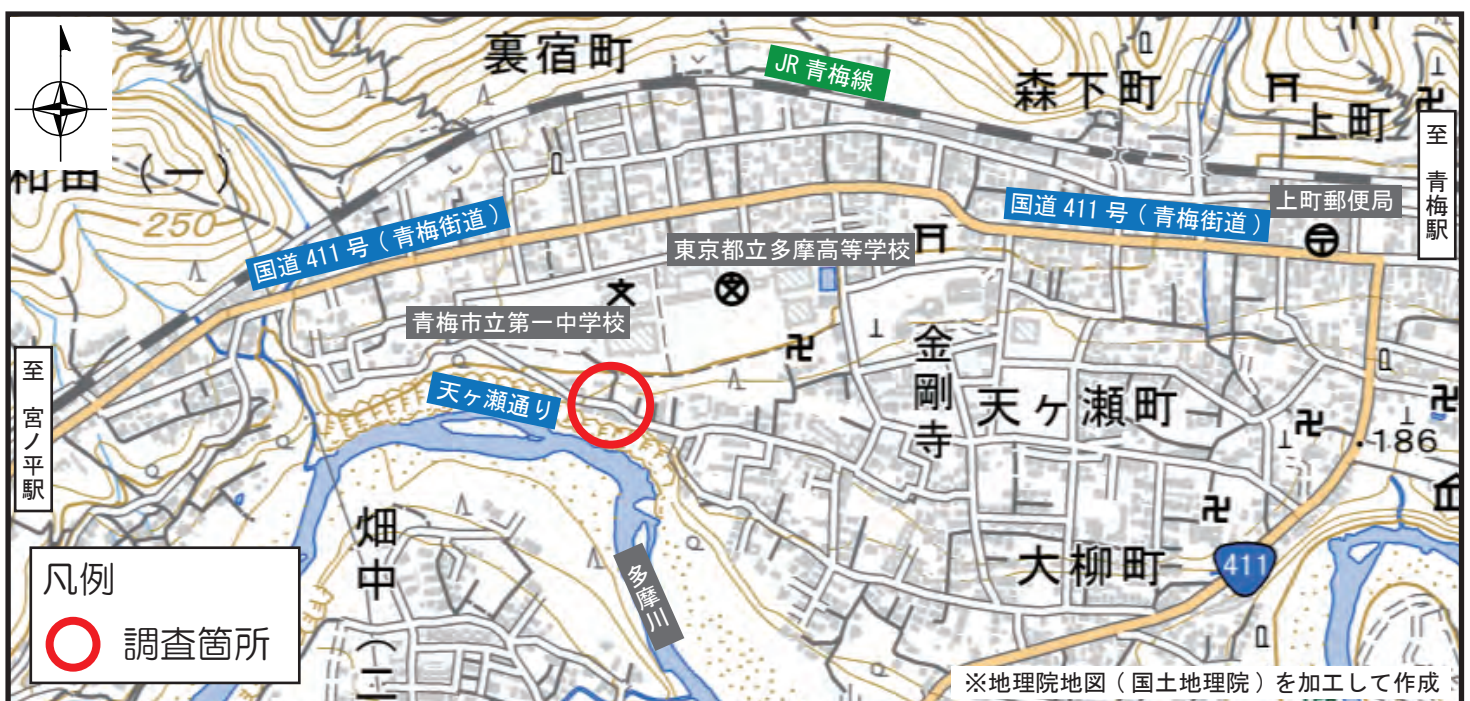 裏宿町
JR 青梅線
森下町
上町
至 青梅駅
和田（一）
250
国道 411 号 ( 青梅街道 )
国道 411 号 ( 青梅街道 )
上町郵便局
東京都立多摩高等学校
青梅市立第一中学校
至 宮ノ平駅
天ヶ瀬通り
金剛寺
天ヶ瀬町
186
畑中（二
大柳町
411
多摩川
凡例
調査箇所
※地理院地図 ( 国土地理院 ) を加工して作成